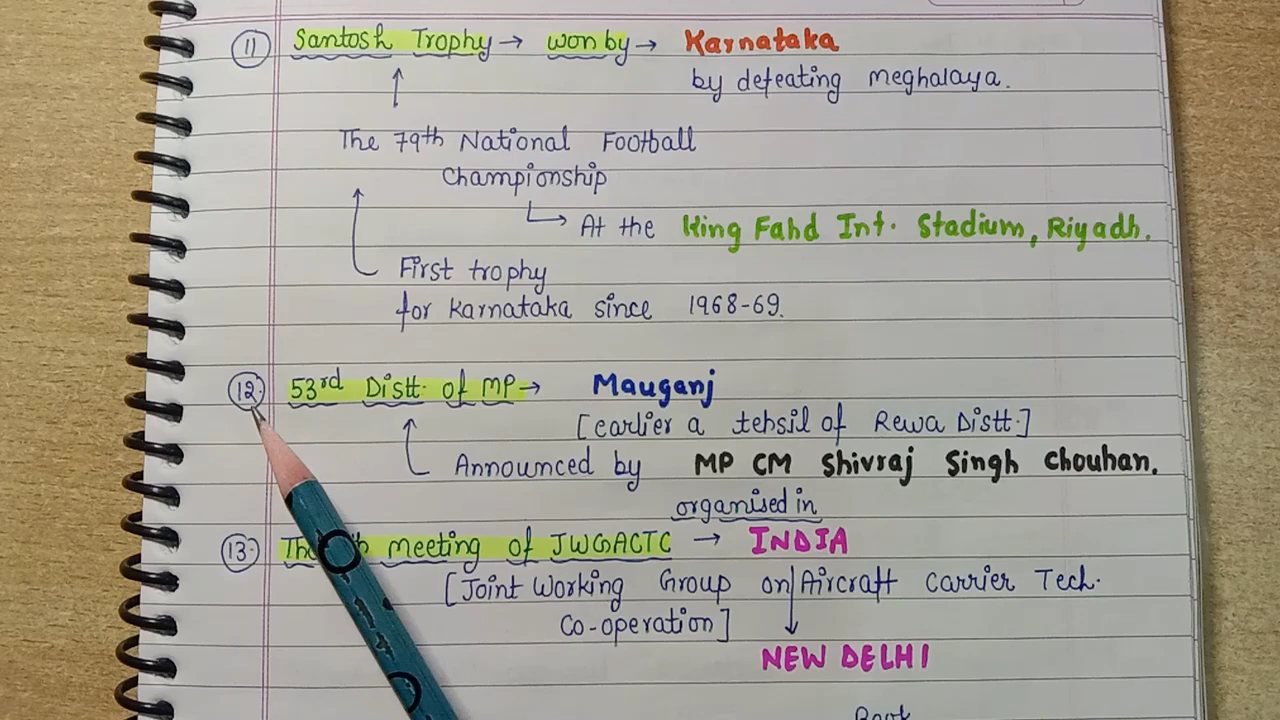 11 Santosh Trophy → won by → Karnataka
by defeating meghalaya.
The 79th National Football
Championship
At the King Fahd Int. Stadium, Riyadh.
First trophy
for Karnataka since 1968-69.
12. 53rd Distt. of MP → Mauganj
[earlier a tehsil of Rewa Distt.]
Announced by MP CM Shivraj Singh Chouhan.
organised in
13. The meeting of JWGACTC → INDIA
[Joint Working Group on Aircraft Carrier Tech.
Co-operation]
NEW DELHI